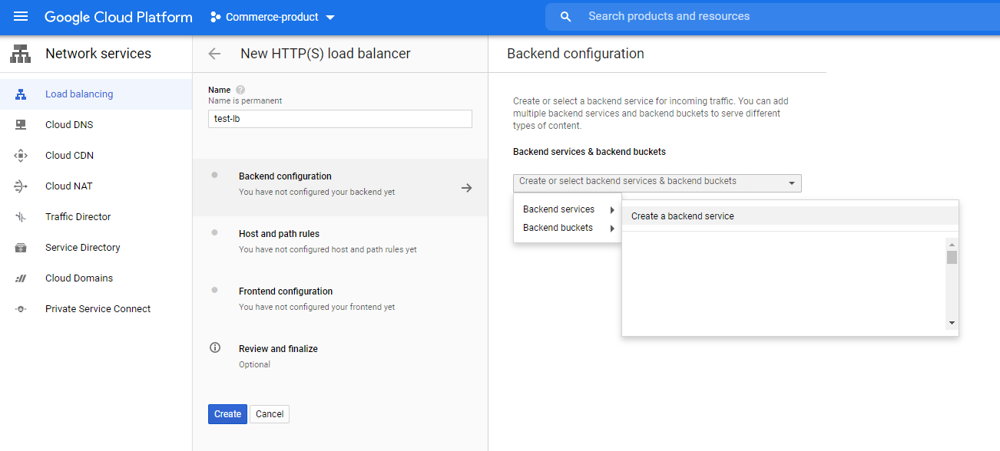 Google Cloud Platform
Commerce-product
Search products and resources
Network services
Load balancing
Cloud DNS
Cloud CDN
Cloud NAT
Traffic Director
Service Directory
Cloud Domains
Private Service Connect
New HTTP(S) load balancer
Name ?
Name is permanent
test-lb
Backend configuration
You have not configured your backend yet
Host and path rules
You have not configured host and path rules yet
Frontend configuration
You have not configured your frontend yet
Review and finalize
Optional
Create Cancel
Backend configuration
Create or select a backend service for incoming traffic. You can add
multiple backend services and backend buckets to serve different
types of content.
Backend services & backend buckets
Create or select backend services & backend buckets
Backend services
Backend buckets
Create a backend service